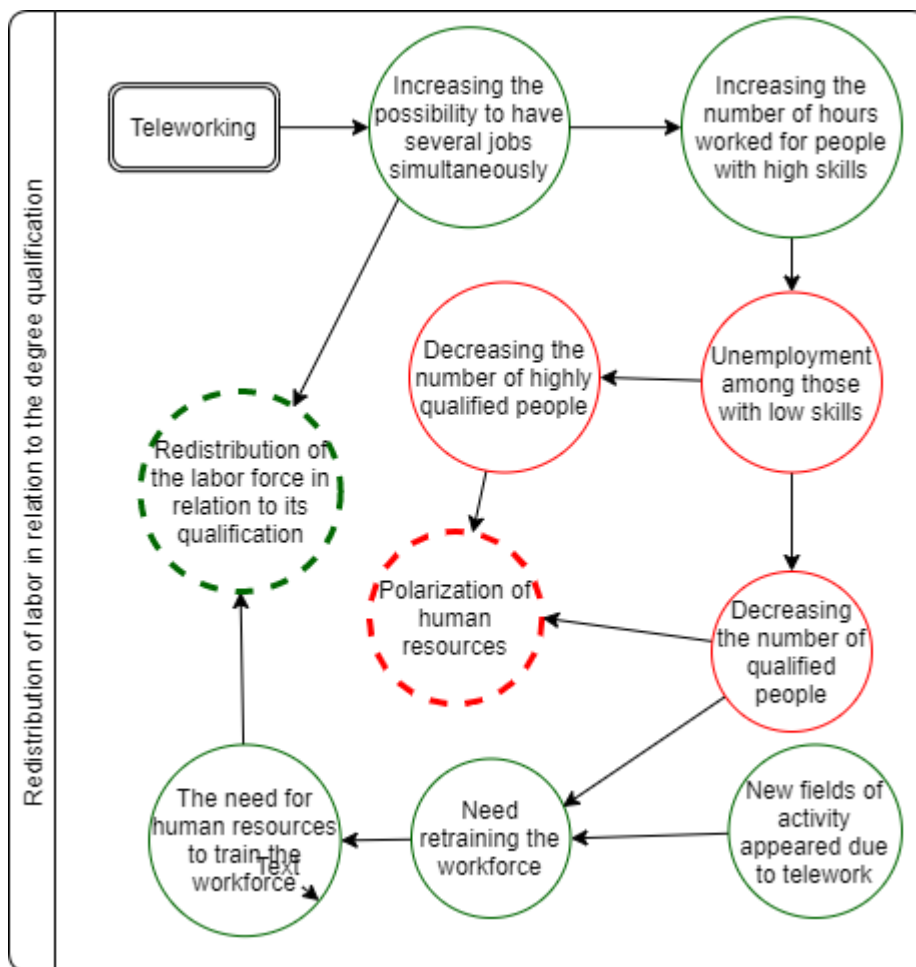 Redistribution of labor in relation to the degree qualification
Teleworking
Increasing the
possibility to have
several jobs
simultaneously
Increasing the
number of hours
worked for people
with high skills
Decreasing the
number of highly
qualified people
Unemployment
among those
with low skills
Redistribution of
the labor force in
relation to its
qualification
Polarization of
human
resources
Decreasing
the number of
qualified
people
The need for
human resources
to train the
workforce
Text
Need
retraining the
workforce
New fields of
activity
appeared due
to telework